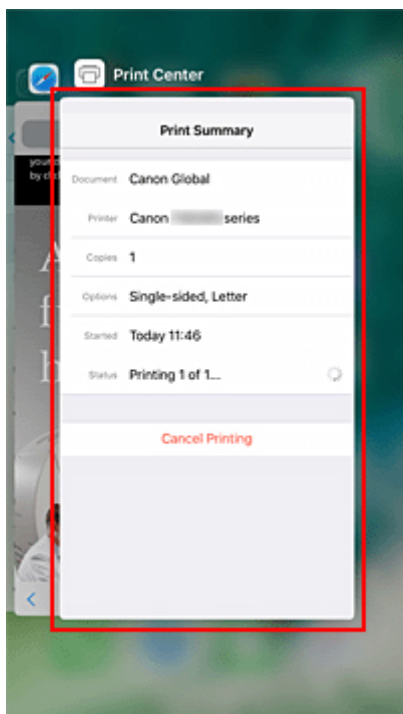 Print Center
Print Summary
Document Canon Global
Printer Canon series
Copies 1
Options Single-sided, Letter
Started Today 11:46
Status Printing 1 of 1...
Cancel Printing